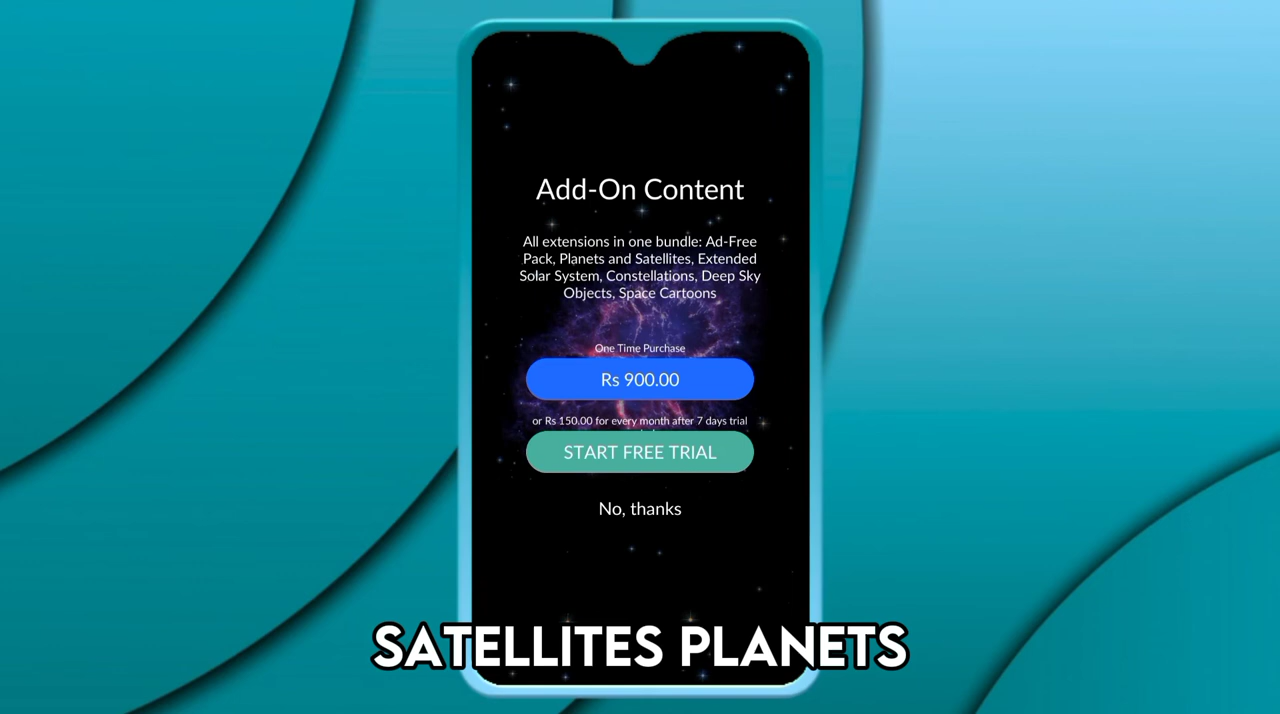 Add-On Content
All extensions in one bundle: Ad-Free
Pack, Planets and Satellites, Extended
Solar System, Constellations, Deep Sky
Objects, Space Cartoons
One Time Purchase
Rs 900.00
or Rs 150.00 for every month after 7 days trial
START FREE TRIAL
No, thanks
SATELLITES PLANETS